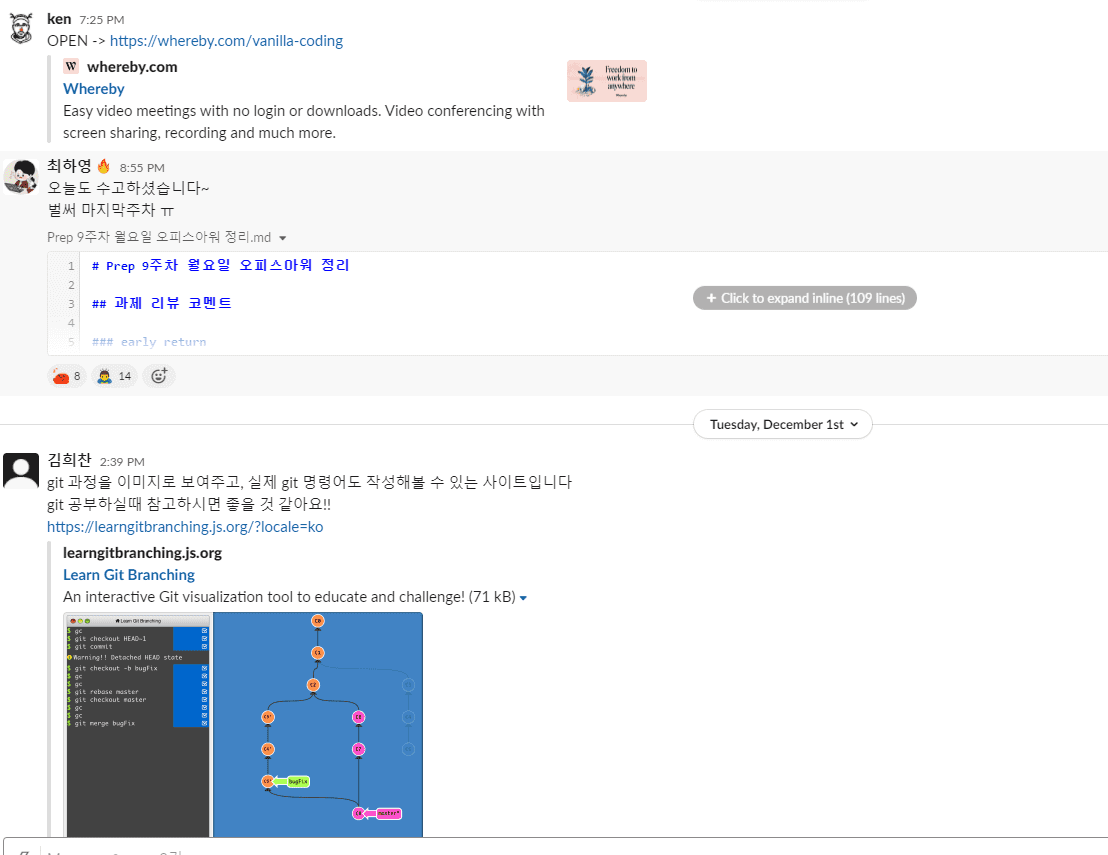 ken 7:25 PM
OPEN -> https://whereby.com/vanilla-coding
W whereby.com
Whereby
Easy video meetings with no login or downloads. Video conferencing with
screen sharing, recording and much more.
Freedom to
work from
anywhere
최하영 8:55 PM
오늘도 수고하셨습니다~
벌써 마지막주차 ㅠ
Prep 9주차 월요일 오피스아워 정리.md
1 # Prep 9주차 월요일 오피스아워 정리
2
3 ## 과제 리뷰 코멘트
4
5 ### early return
+ Click to expand inline (109 lines)
8 14
Tuesday, December 1st
김희찬 2:39 PM
git 과정을 이미지로 보여주고, 실제 git 명령어도 작성해볼 수 있는 사이트입니다
git 공부하실때 참고하시면 좋을 것 같아요!!
https://learngitbranching.js.org/?locale=ko
learngitbranching.js.org
Learn Git Branching
An interactive Git visualization tool to educate and challenge! (71 kB)
Learn Git Branching
$ gc
$ git checkout HEAD~1
$ git commit
Warning!! Detached HEAD state
$ git checkout -b bugFix
$ gc
$ gc
$ git rebase master
$ git checkout master
$ gc
$ gc
$ git merge bugFix
C0
C1
C2
C3' C6
C4' C7
C5' bugFix
C8 master*